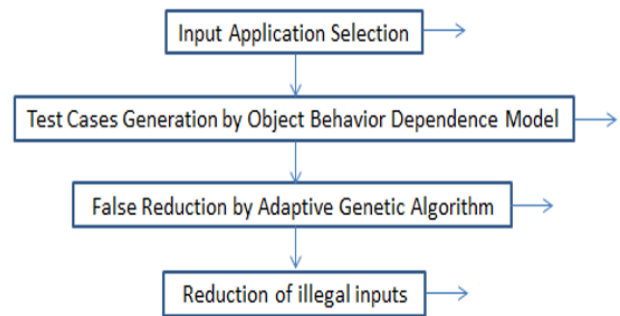 Input Application Selection
Test Cases Generation by Object Behavior Dependence Model
False Reduction by Adaptive Genetic Algorithm
Reduction of illegal inputs